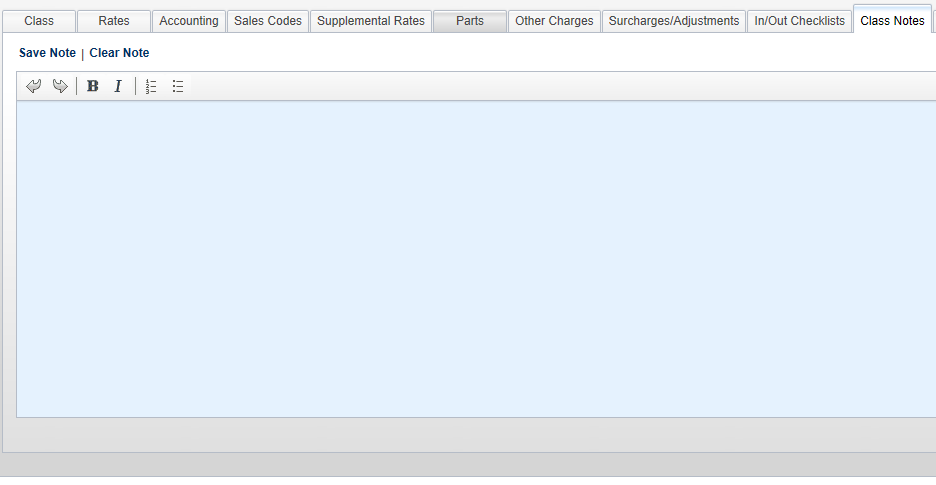 Class Rates Accounting Sales Codes Supplemental Rates Parts Other Charges Surcharges/Adjustments In/Out Checklists Class Notes
Save Note | Clear Note
B I